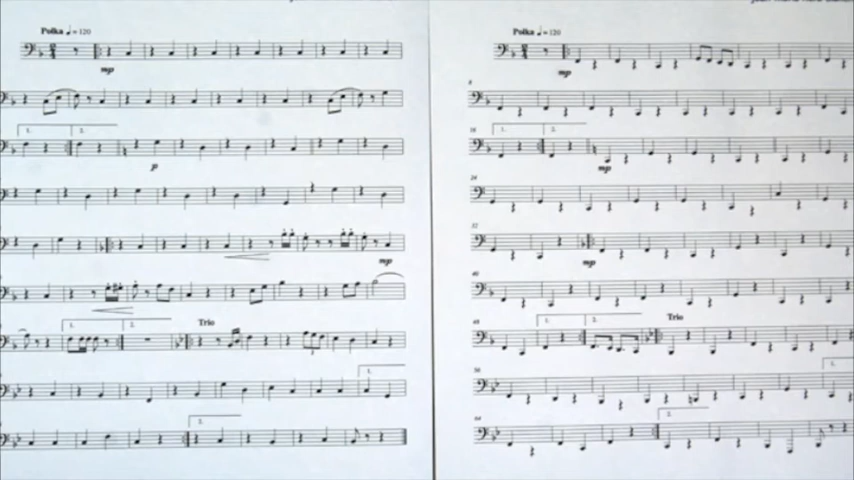 Polka ♩ = 120
mp
1. 2.
p
mp
1. 2. Trio
3
1.
2.
Polka ♩ = 120
mp
8
16 1. 2.
mp
24
32
mp
40
48 1. 2. Trio
56 1.
64 2.